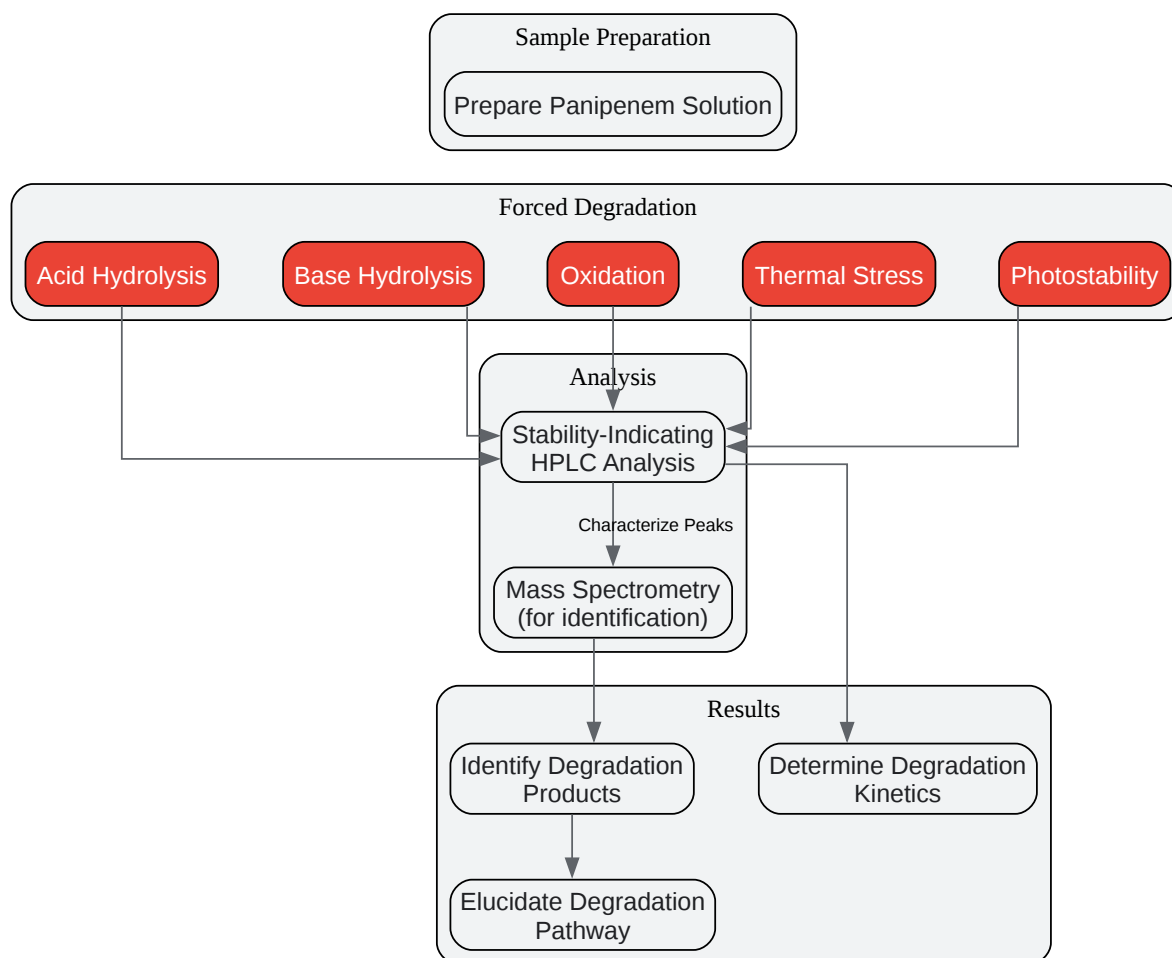 Sample Preparation
Prepare Panipenem Solution
Forced Degradation
Acid Hydrolysis
Base Hydrolysis
Oxidation
Thermal Stress
Photostability
Analysis
Stability-Indicating
HPLC Analysis
Characterize Peaks
Mass Spectrometry
(for identification)
Results
Identify Degradation
Products
Determine Degradation
Kinetics
Elucidate Degradation
Pathway